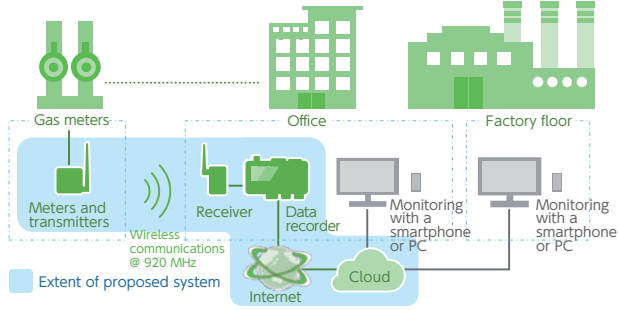 Gas meters
Office
Factory floor
Meters and
transmitters
Wireless
communications
@ 920 MHz
Receiver
Data
recorder
Monitoring
with a
smartphone
or PC
Monitoring
with a
smartphone
or PC
Internet
Cloud
Extent of proposed system